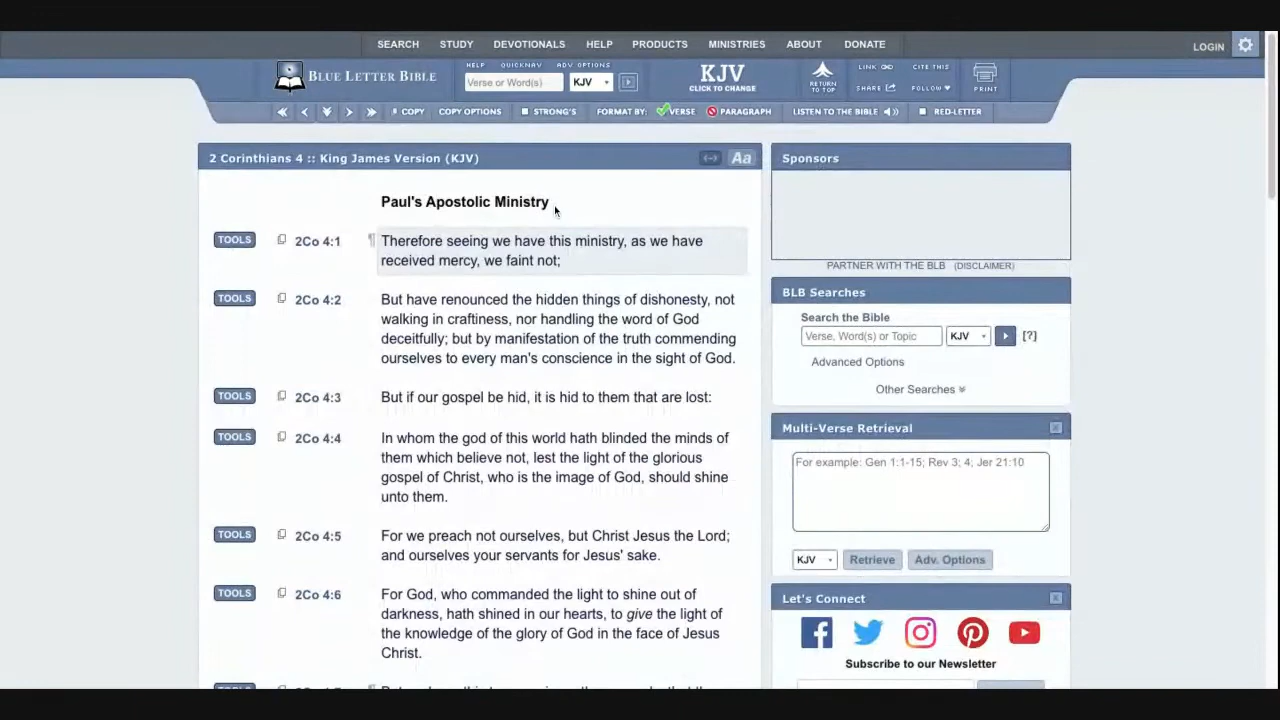 SEARCH STUDY DEVOTIONALS HELP PRODUCTS MINISTRIES ABOUT DONATE
LOGIN
BLUE LETTER BIBLE
HELP QUICKNAV ADV OPTIONS
Verse or Word(s) KJV
KJV
CLICK TO CHANGE
RETURN
TO TOP
LINK CITE THIS
SHARE FOLLOW
PRINT
COPY COPY OPTIONS STRONG'S FORMAT BY: VERSE PARAGRAPH LISTEN TO THE BIBLE RED-LETTER
2 Corinthians 4 :: King James Version (KJV)
Aa
Paul's Apostolic Ministry
TOOLS 2Co 4:1 ¶ Therefore seeing we have this ministry, as we have
received mercy, we faint not;
TOOLS 2Co 4:2 But have renounced the hidden things of dishonesty, not
walking in craftiness, nor handling the word of God
deceitfully; but by manifestation of the truth commending
ourselves to every man's conscience in the sight of God.
TOOLS 2Co 4:3 But if our gospel be hid, it is hid to them that are lost:
TOOLS 2Co 4:4 In whom the god of this world hath blinded the minds of
them which believe not, lest the light of the glorious
gospel of Christ, who is the image of God, should shine
unto them.
TOOLS 2Co 4:5 For we preach not ourselves, but Christ Jesus the Lord;
and ourselves your servants for Jesus' sake.
TOOLS 2Co 4:6 For God, who commanded the light to shine out of
darkness, hath shined in our hearts, to give the light of
the knowledge of the glory of God in the face of Jesus
Christ.
Sponsors
PARTNER WITH THE BLB (DISCLAIMER)
BLB Searches
Search the Bible
Verse, Word(s) or Topic KJV [?]
Advanced Options
Other Searches
Multi-Verse Retrieval
For example: Gen 1:1-15; Rev 3; 4; Jer 21:10
KJV Retrieve Adv. Options
Let's Connect
Subscribe to our Newsletter